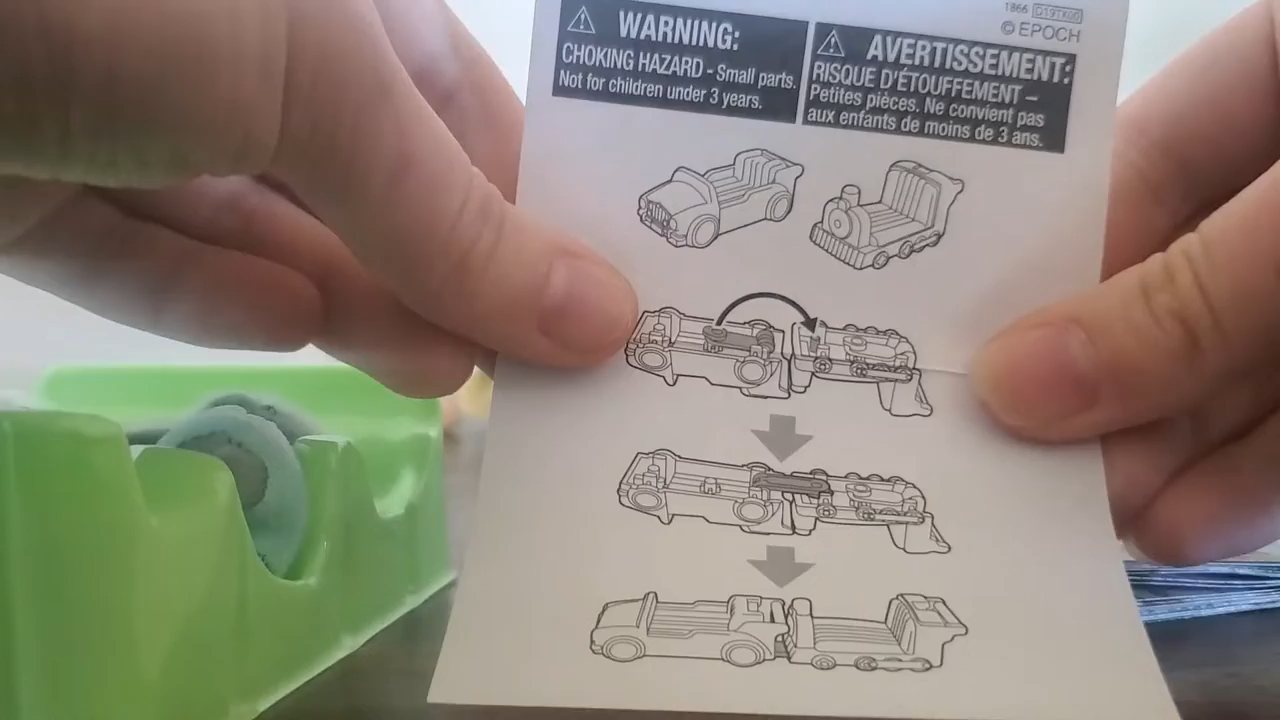 1866
© EPOCH
WARNING:
CHOKING HAZARD - Small parts.
Not for children under 3 years.
AVERTISSEMENT:
RISQUE D'ÉTOUFFEMENT –
Petites pièces. Ne convient pas
aux enfants de moins de 3 ans.